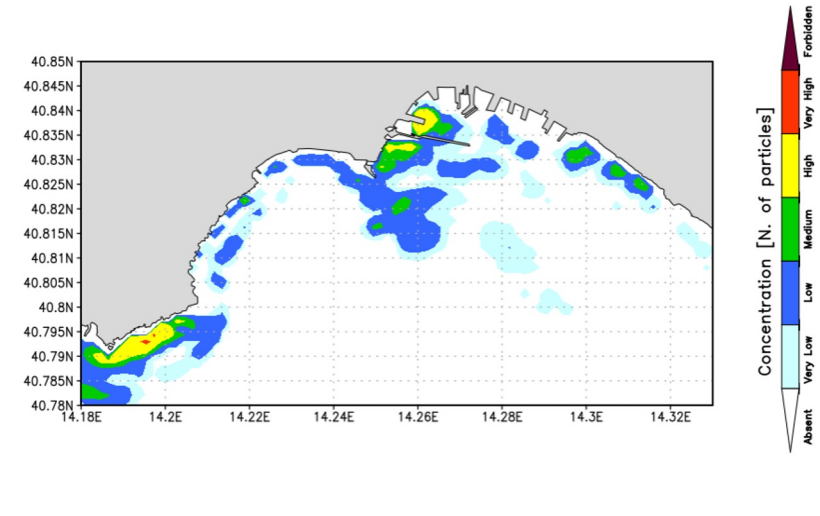 40.85N
40.845N
40.84N
40.835N
40.83N
40.825N
40.82N
40.815N
40.81N
40.805N
40.8N
40.795N
40.79N
40.785N
40.78N
14.18E 14.2E 14.22E 14.24E 14.26E 14.28E 14.3E 14.32E
Concentration [N. of particles]
Forbidden
Very High
High
Medium
Low
Very Low
Absent